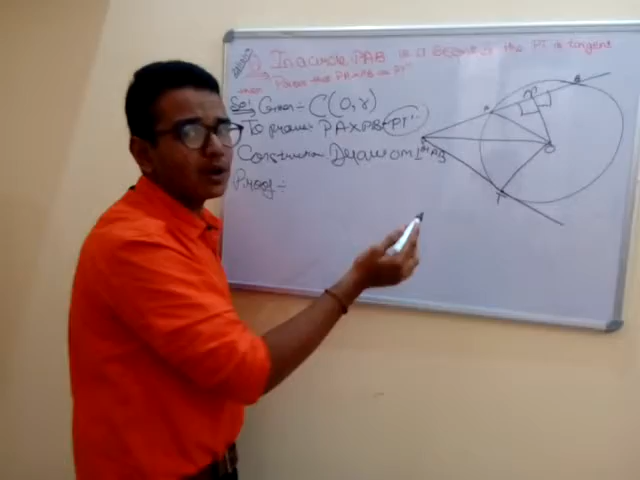 In a circle PAB is a secant & the PT is tangent
then Prove that PA×PB = PT²
Sol Given:- C(O,r)
To prove:- PA×PB=PT²
Construction Draw OM⊥AB
Proof:-
A
M
B
P
O
T